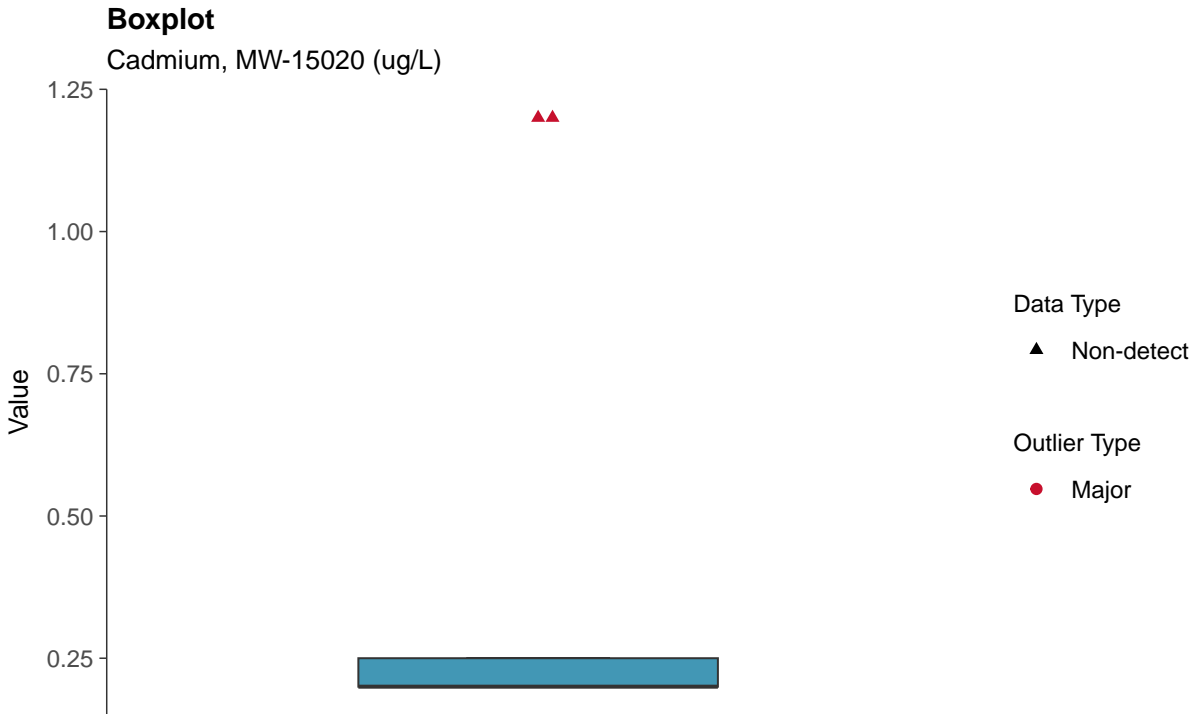 Boxplot
Cadmium, MW-15020 (ug/L)
1.25
1.00
0.75
0.50
0.25
Value
Data Type
Non-detect
Outlier Type
Major